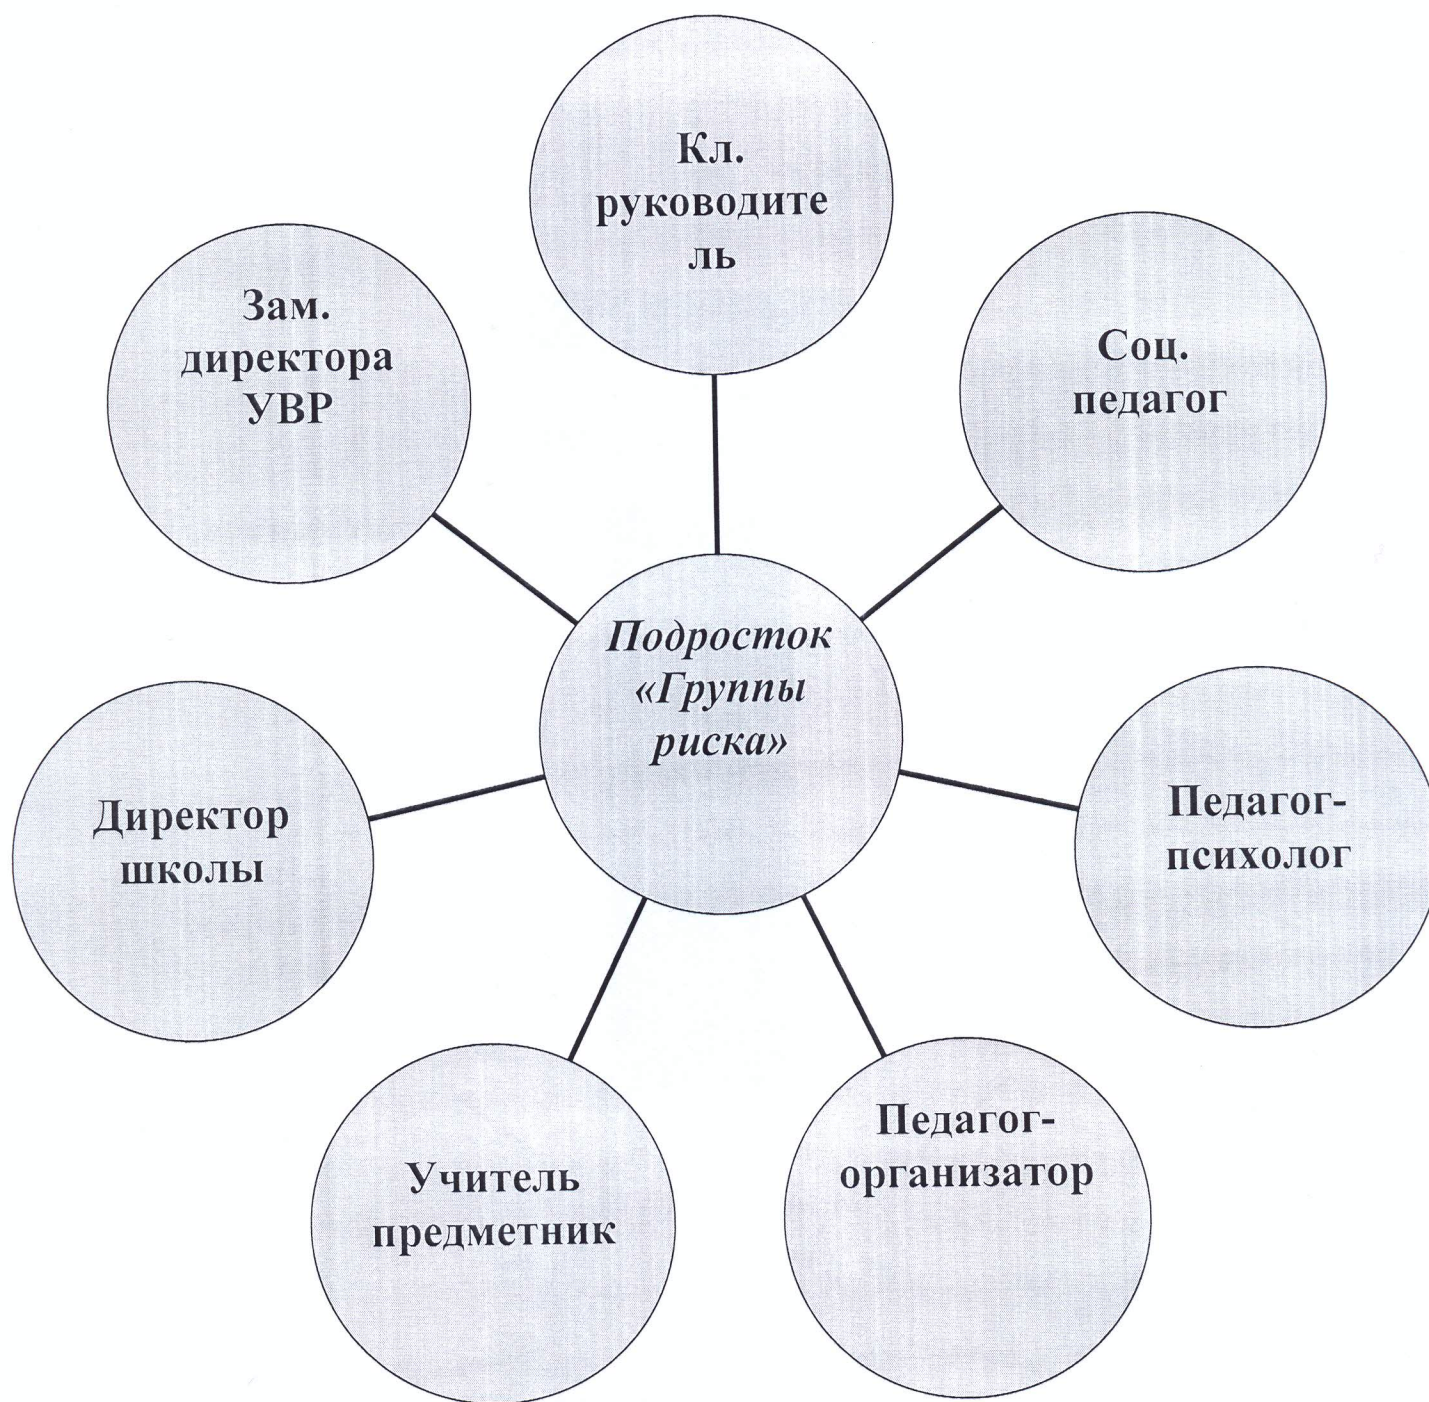 Кл.
руководите
ль
Зам.
директора
УВР
Соц.
педагог
Подросток
«Группы
риска»
Директор
школы
Педагог-
психолог
Учитель
предметник
Педагог-
организатор